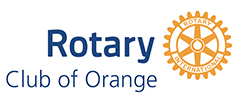 Rotary
Club of Orange
ROTARY
INTERNATIONAL